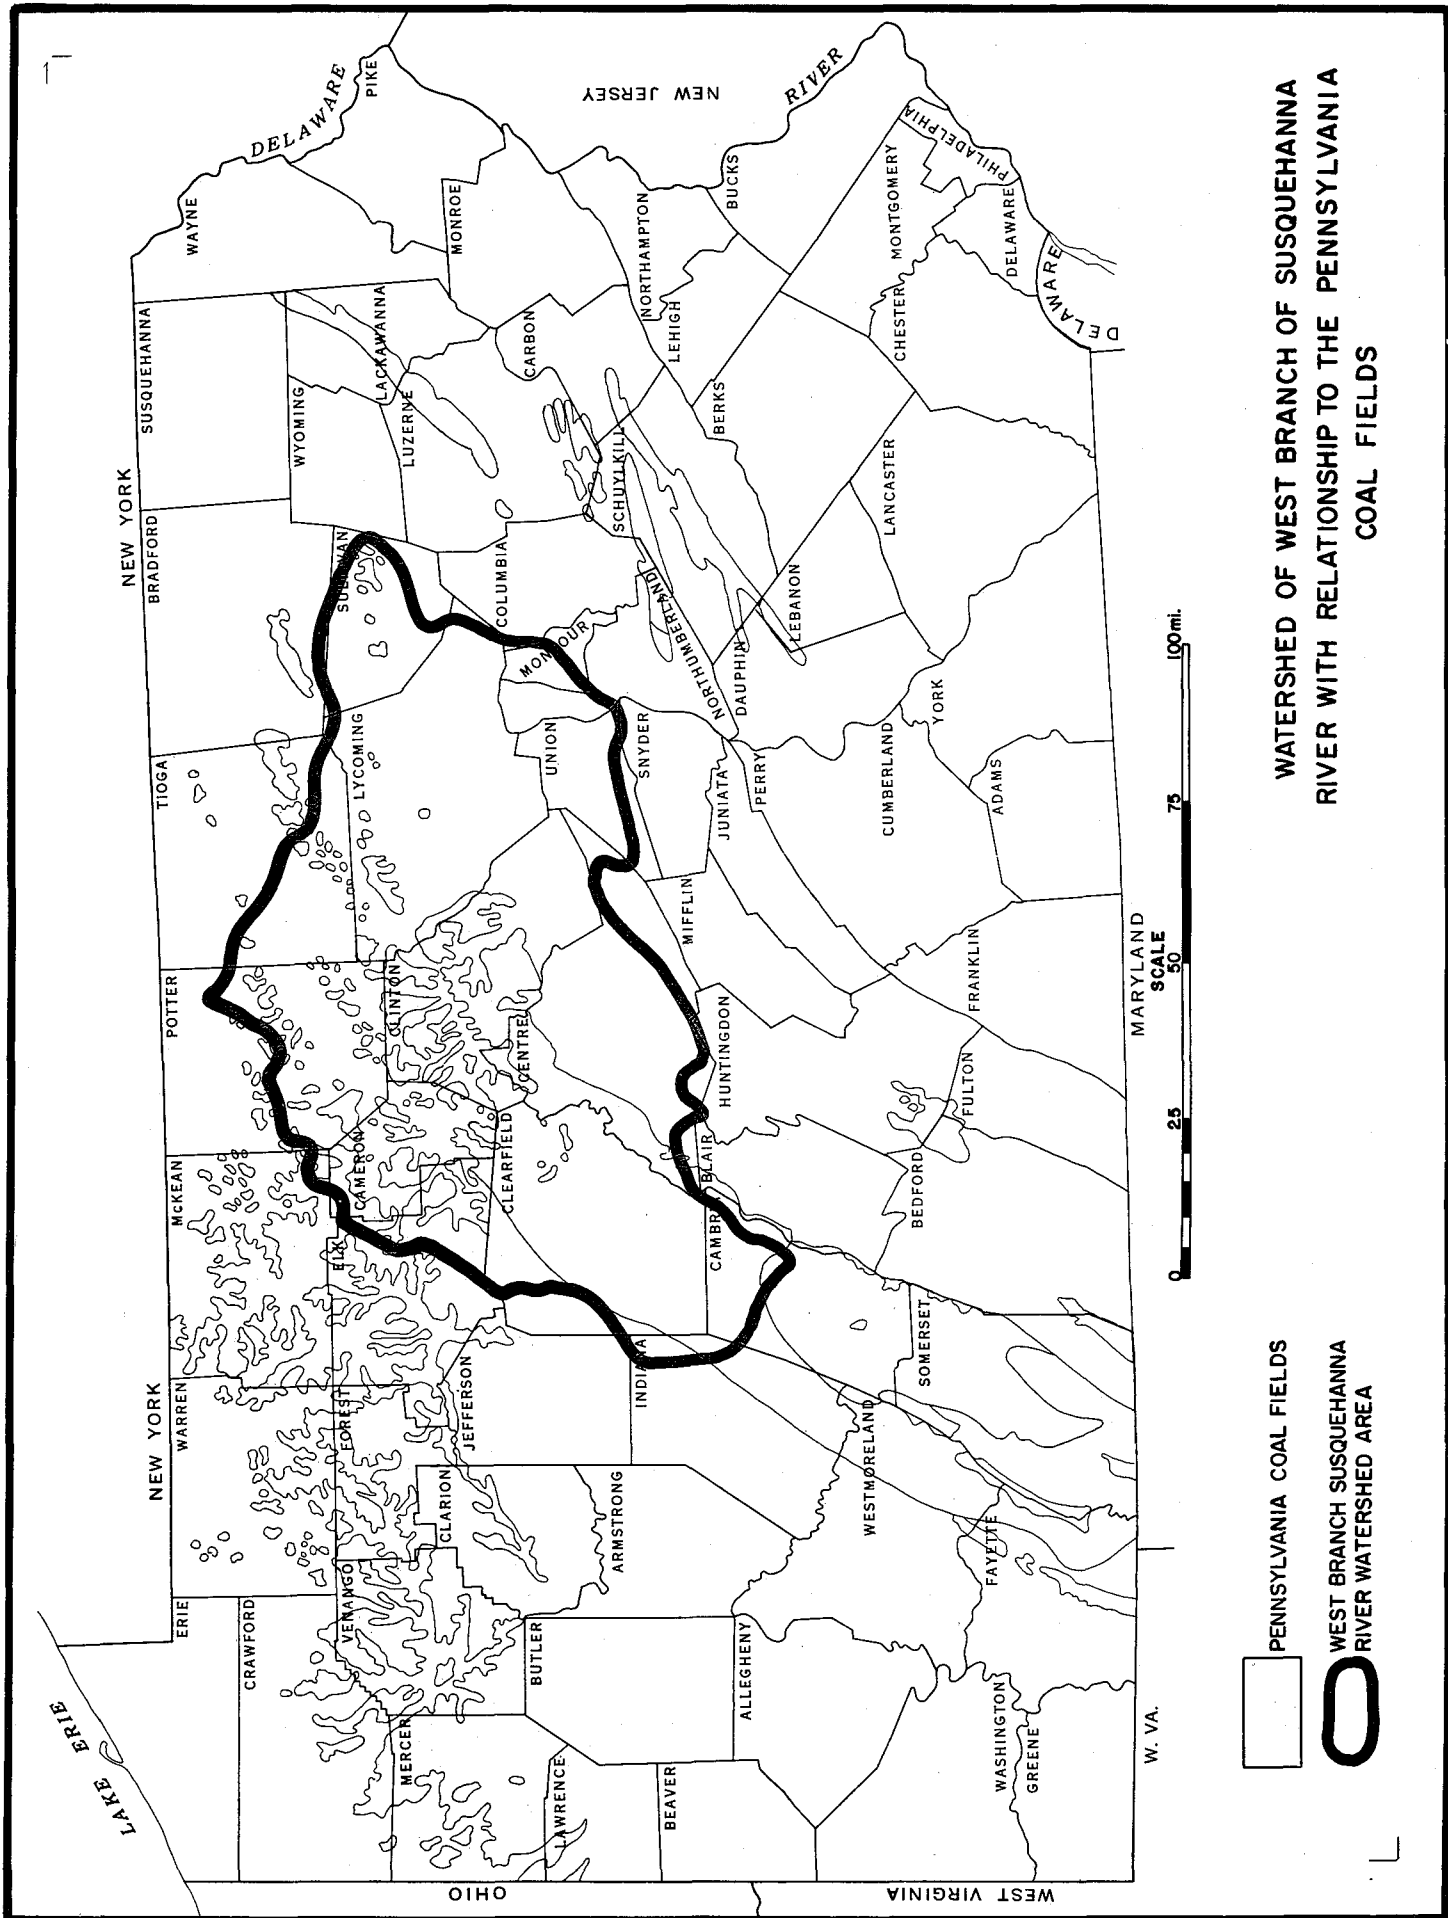 LAKE ERIE
NEW YORK
NEW YORK
ERIE
CRAWFORD
WARREN
McKEAN
POTTER
TIOGA
BRADFORD
SUSQUEHANNA
WAYNE
DELAWARE
PIKE
MERCER
VENANGO
FOREST
ELK
CAMERON
CLINTON
LYCOMING
SULLIVAN
WYOMING
LACKAWANNA
LUZERNE
MONROE
LAWRENCE
BUTLER
CLARION
JEFFERSON
CLEARFIELD
CENTRE
UNION
MONTOUR
COLUMBIA
CARBON
NORTHAMPTON
NEW JERSEY
RIVER
BEAVER
ALLEGHENY
ARMSTRONG
INDIANA
CAMBRIA
BLAIR
HUNTINGDON
MIFFLIN
JUNIATA
SNYDER
NORTHUMBERLAND
SCHUYLKILL
LEHIGH
BUCKS
DAUPHIN
PERRY
LEBANON
BERKS
MONTGOMERY
PHILADELPHIA
WASHINGTON
GREENE
WESTMORELAND
FAYETTE
SOMERSET
BEDFORD
FULTON
FRANKLIN
CUMBERLAND
ADAMS
YORK
LANCASTER
CHESTER
DELAWARE
DELAWARE
OHIO
WEST VIRGINIA
W. VA.
MARYLAND
SCALE
0 25 50 75 100mi.
PENNSYLVANIA COAL FIELDS
WEST BRANCH SUSQUEHANNA
RIVER WATERSHED AREA
WATERSHED OF WEST BRANCH OF SUSQUEHANNA
RIVER WITH RELATIONSHIP TO THE PENNSYLVANIA
COAL FIELDS